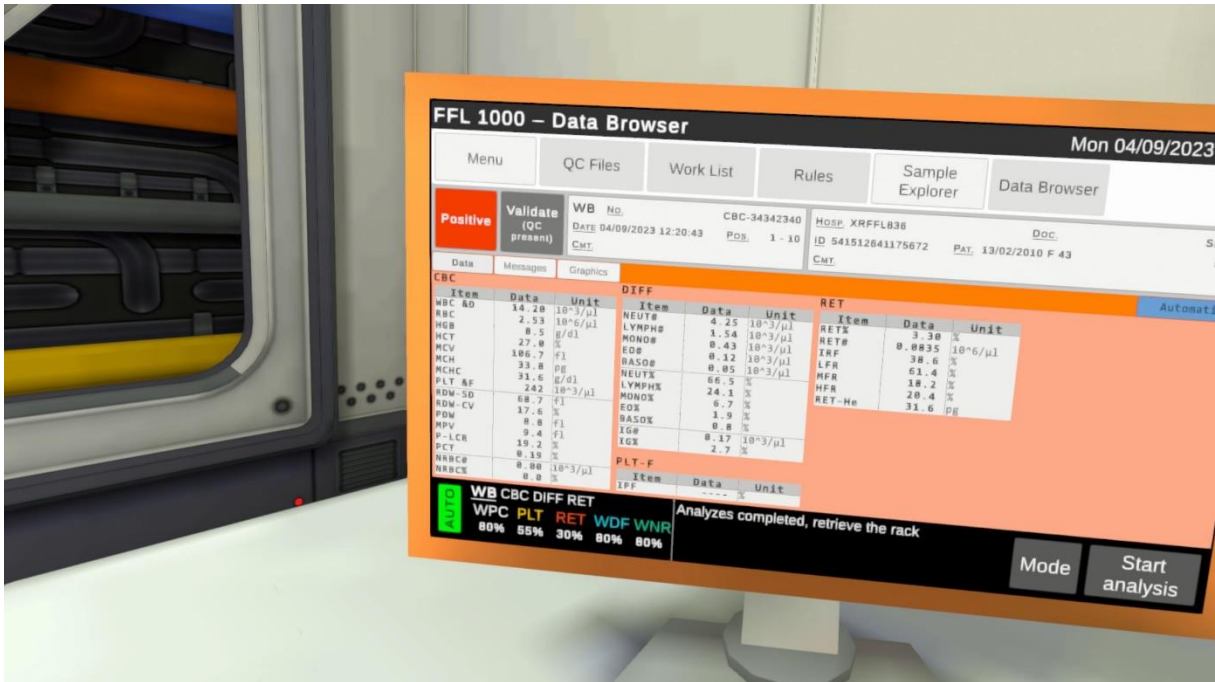 FFL 1000 – Data Browser
Mon 04/09/2023
Menu
QC Files
Work List
Rules
Sample
Explorer
Data Browser
Positive
Validate
(QC
present)
WB No. CBC-34342340
DATE 04/09/2023 12:20:43 POS. 1 - 10
CMT.
HOSP. XRFFL836 DOC.
ID 541512641175672 PAT. 13/02/2010 F 43
CMT.
Data
Messages
Graphics
Automati
CBC
Item Data Unit
WBC &D 14.20 10^3/µl
RBC 2.53 10^6/µl
HGB 8.5 g/dl
HCT 27.0 %
MCV 106.7 fl
MCH 33.8 pg
MCHC 31.6 g/dl
PLT &F 242 10^3/µl
RDW-SD 68.7 fl
RDW-CV 17.6 %
PDW 8.8 fl
MPV 9.4 fl
P-LCR 19.2 %
PCT 0.19 %
NRBC# 0.00 10^3/µl
NRBC% 0.0 %
DIFF
Item Data Unit
NEUT# 4.25 10^3/µl
LYMPH# 1.54 10^3/µl
MONO# 0.43 10^3/µl
EO# 0.12 10^3/µl
BASO# 0.05 10^3/µl
NEUT% 66.5 %
LYMPH% 24.1 %
MONO% 6.7 %
EO% 1.9 %
BASO% 0.8 %
IG# 0.17 10^3/µl
IG% 2.7 %
PLT-F
Item Data Unit
IPF ---- %
RET
Item Data Unit
RET% 3.30 %
RET# 0.0835 10^6/µl
IRF 38.6 %
LFR 61.4 %
MFR 18.2 %
HFR 20.4 %
RET-He 31.6 pg
AUTO
WB CBC DIFF RET
WPC PLT RET WDF WNR
80% 55% 30% 80% 80%
Analyzes completed, retrieve the rack
Mode
Start
analysis